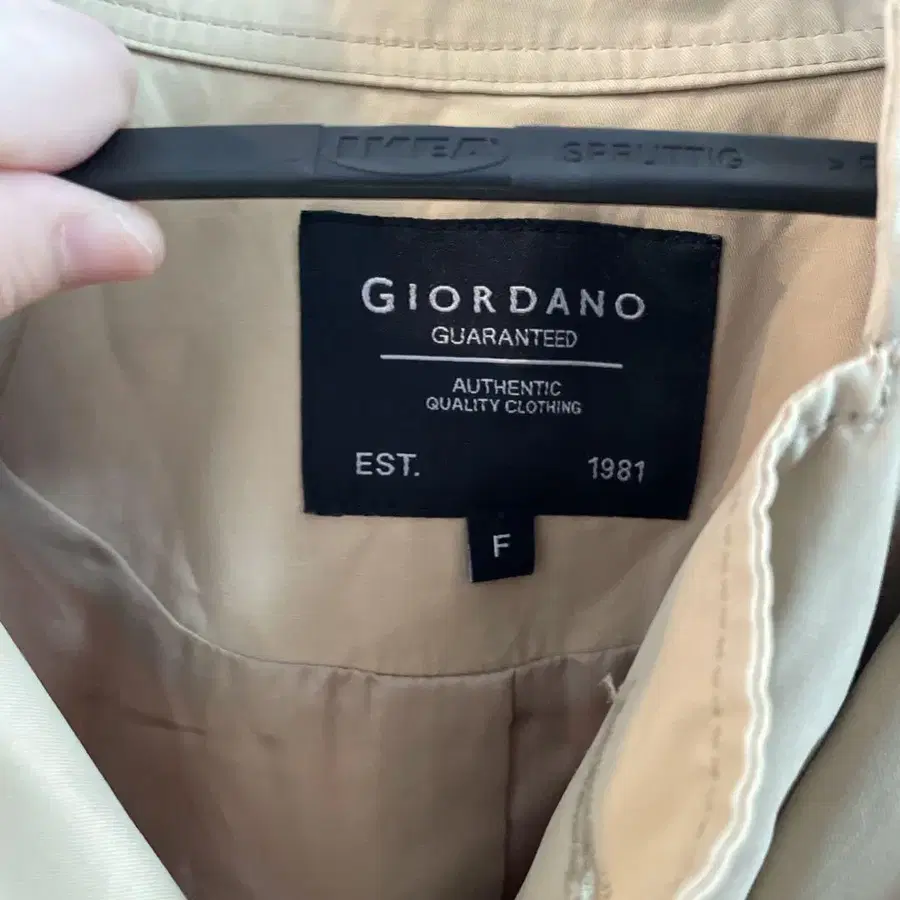 IKEA SPRUTTIG
GIORDANO
GUARANTEED
AUTHENTIC
QUALITY CLOTHING
EST. 1981
F